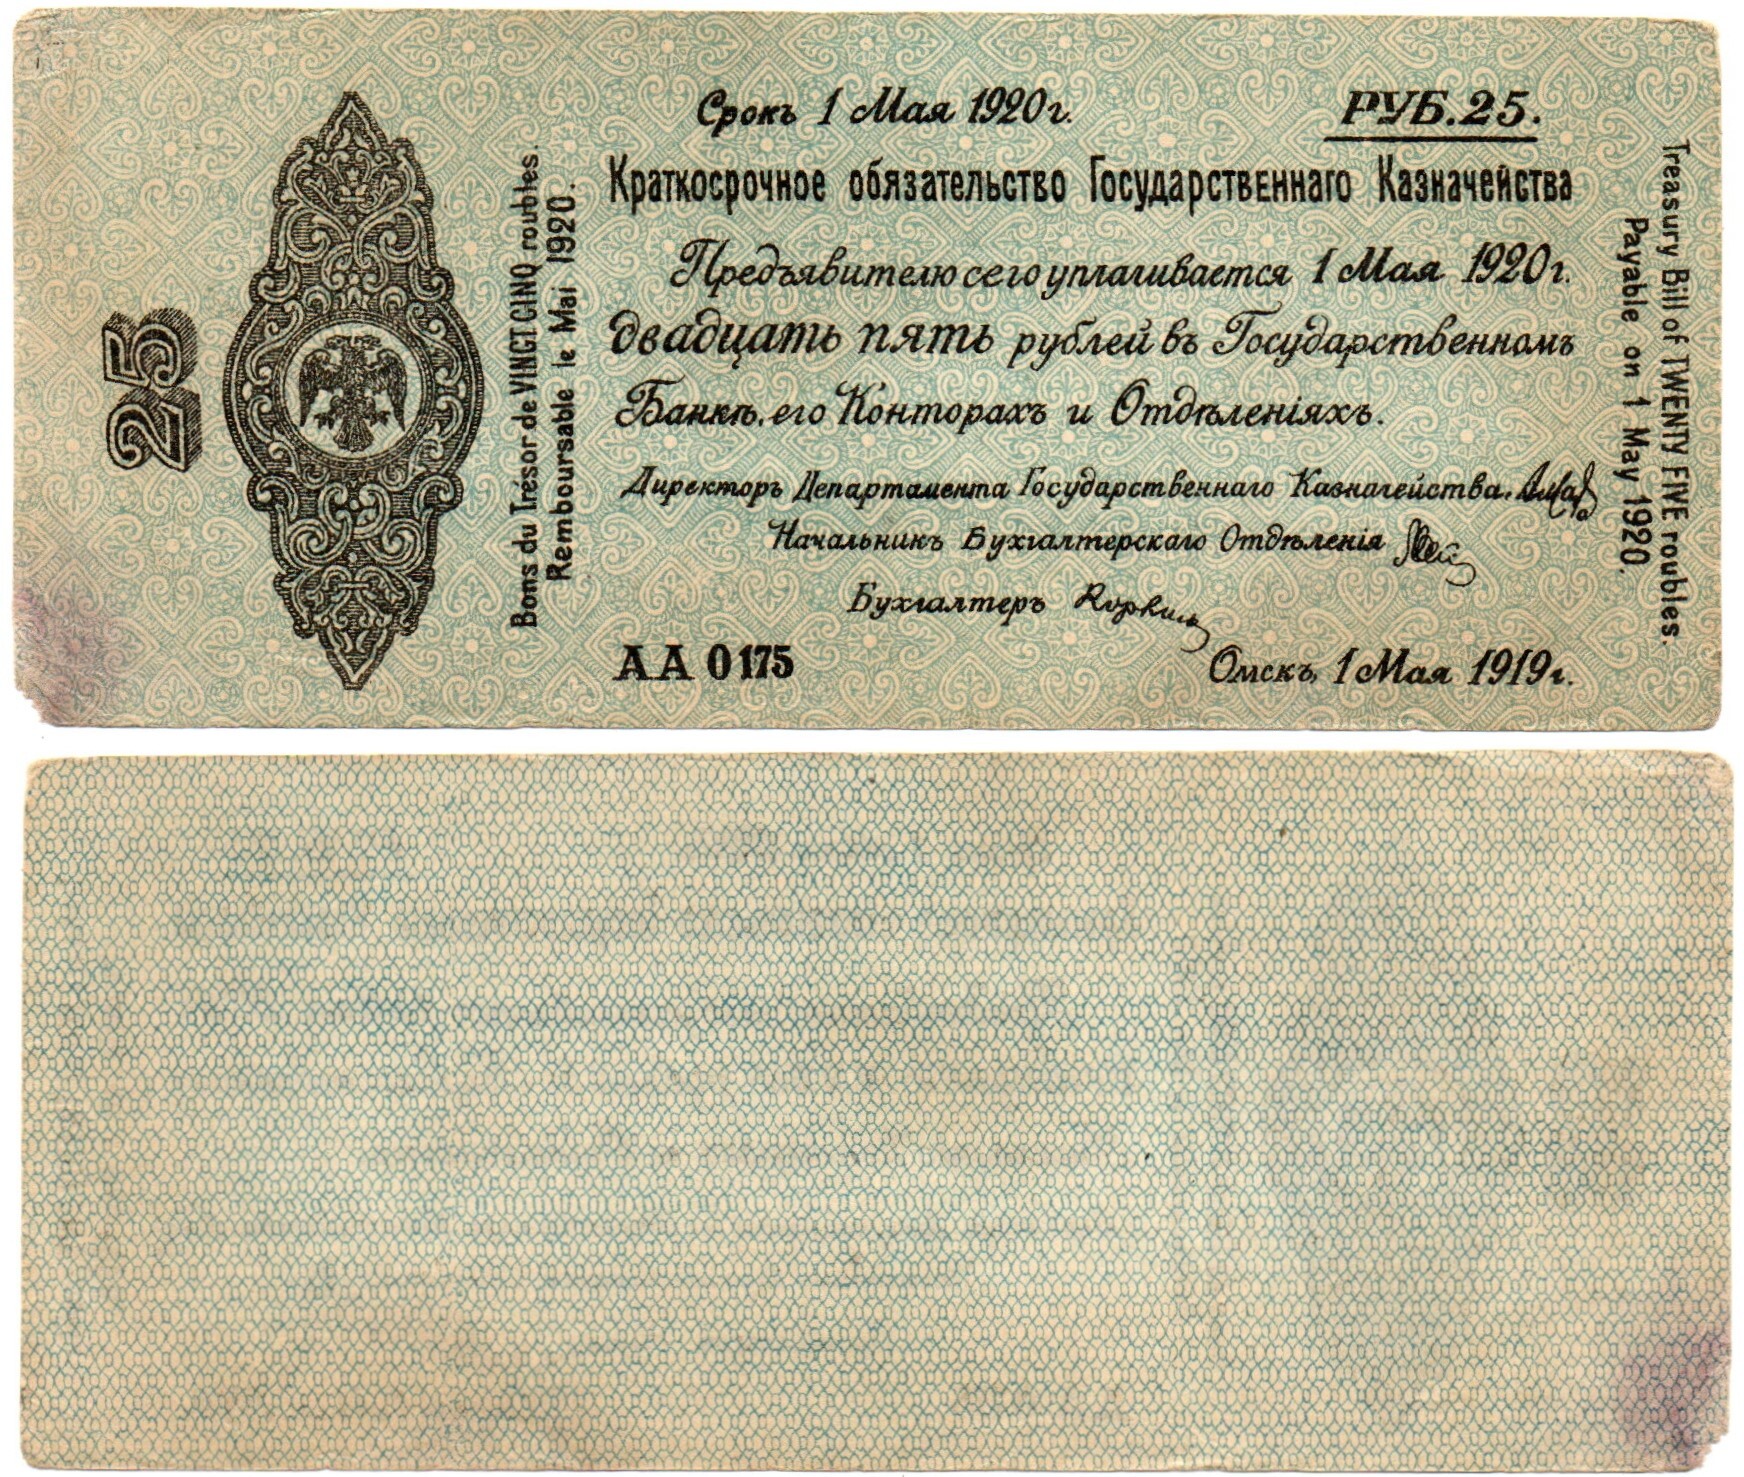 Срокъ 1 Мая 1920 г.
РУБ. 25.
Краткосрочное обязательство Государственнаго Казначейства
Предъявителю сего уплачивается 1 Мая 1920 г.
двадцать пять рублей въ Государственномъ
Банкѣ, его Конторахъ и Отдѣленіяхъ.
Директоръ Департамента Государственнаго Казначейства.
Начальникъ Бухгалтерскаго Отдѣленія
Бухгалтеръ
АА 0175
Омскъ, 1 Мая 1919 г.
25
Bons du Trésor de VINGT CINQ roubles.
Remboursable le Mai 1920.
Treasury Bill of TWENTY FIVE roubles.
Payable on 1 May 1920.